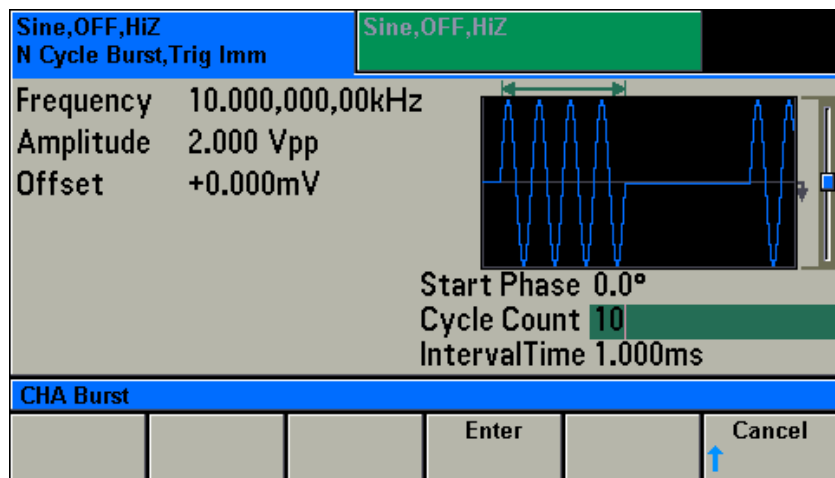 Sine,OFF,HiZ
N Cycle Burst,Trig Imm
Sine,OFF,HiZ
Frequency 10.000,000,00kHz
Amplitude 2.000 Vpp
Offset +0.000mV
Start Phase 0.0°
Cycle Count 10
IntervalTime 1.000ms
CHA Burst
Enter
Cancel